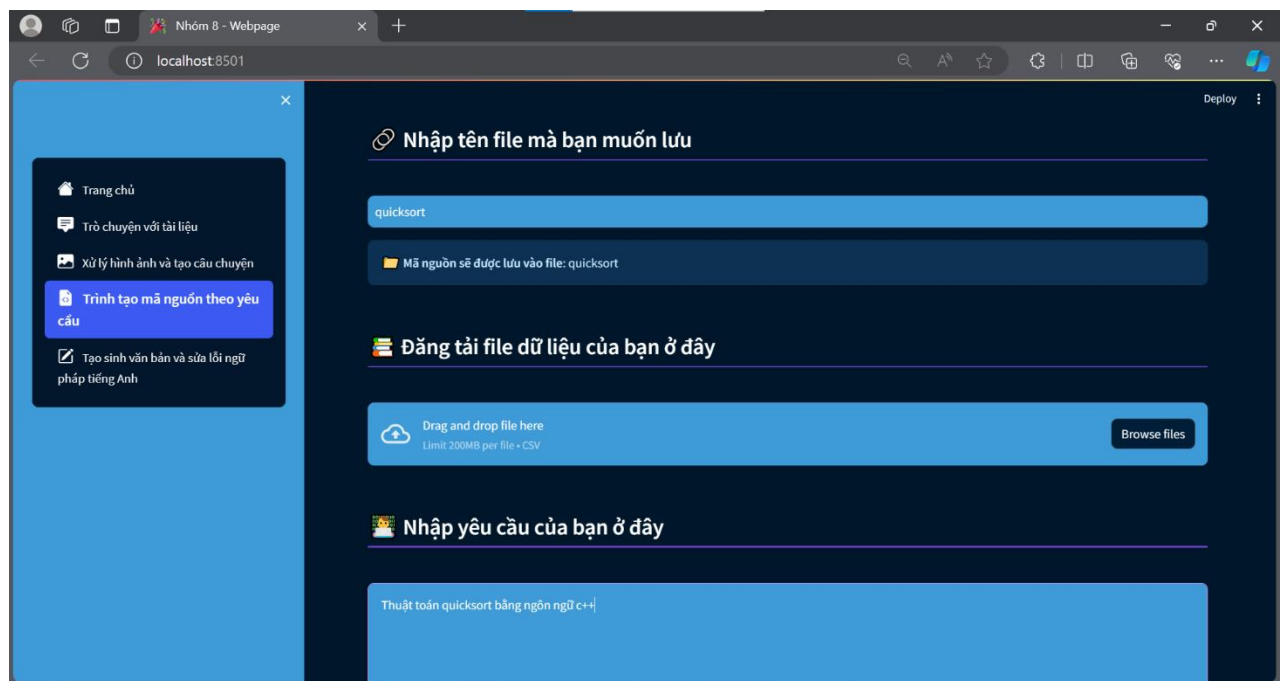 Nhóm 8 - Webpage
localhost:8501
Deploy
Trang chủ
Trò chuyện với tài liệu
Xử lý hình ảnh và tạo câu chuyện
Trình tạo mã nguồn theo yêu
cầu
Tạo sinh văn bản và sửa lỗi ngữ
pháp tiếng Anh
Nhập tên file mà bạn muốn lưu
quicksort
Mã nguồn sẽ được lưu vào file: quicksort
Đăng tải file dữ liệu của bạn ở đây
Drag and drop file here
Limit 200MB per file • CSV
Browse files
Nhập yêu cầu của bạn ở đây
Thuật toán quicksort bằng ngôn ngữ c++